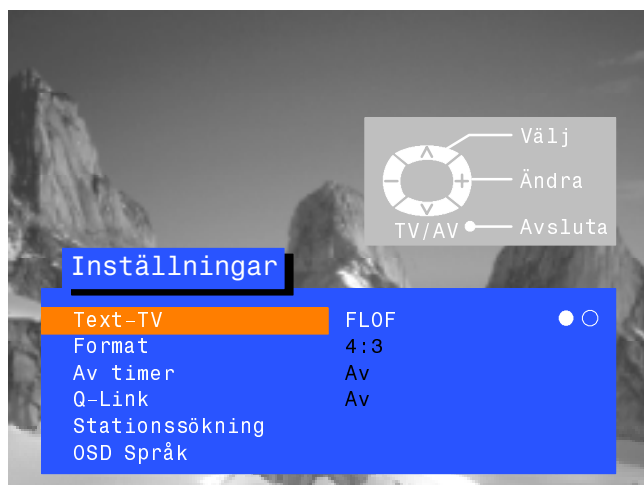 Välj
Ändra
TV/AV Avsluta
Inställningar
Text-TV FLOF
Format 4:3
Av timer Av
Q-Link Av
Stationssökning
OSD Språk